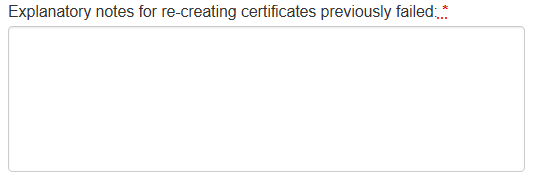 Explanatory notes for re-creating certificates previously failed: *